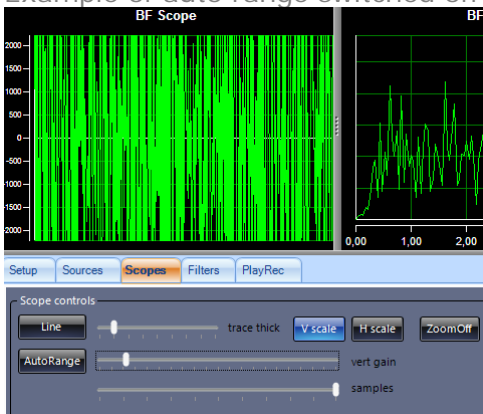 Example of auto range switched on
BF Scope
BF
2000
1500
1000
500
0
-500
1000
1500
2000
0,00 1,00 2,00
Setup Sources Scopes Filters PlayRec
Scope controls
Line trace thick V scale H scale ZoomOff
AutoRange vert gain
samples